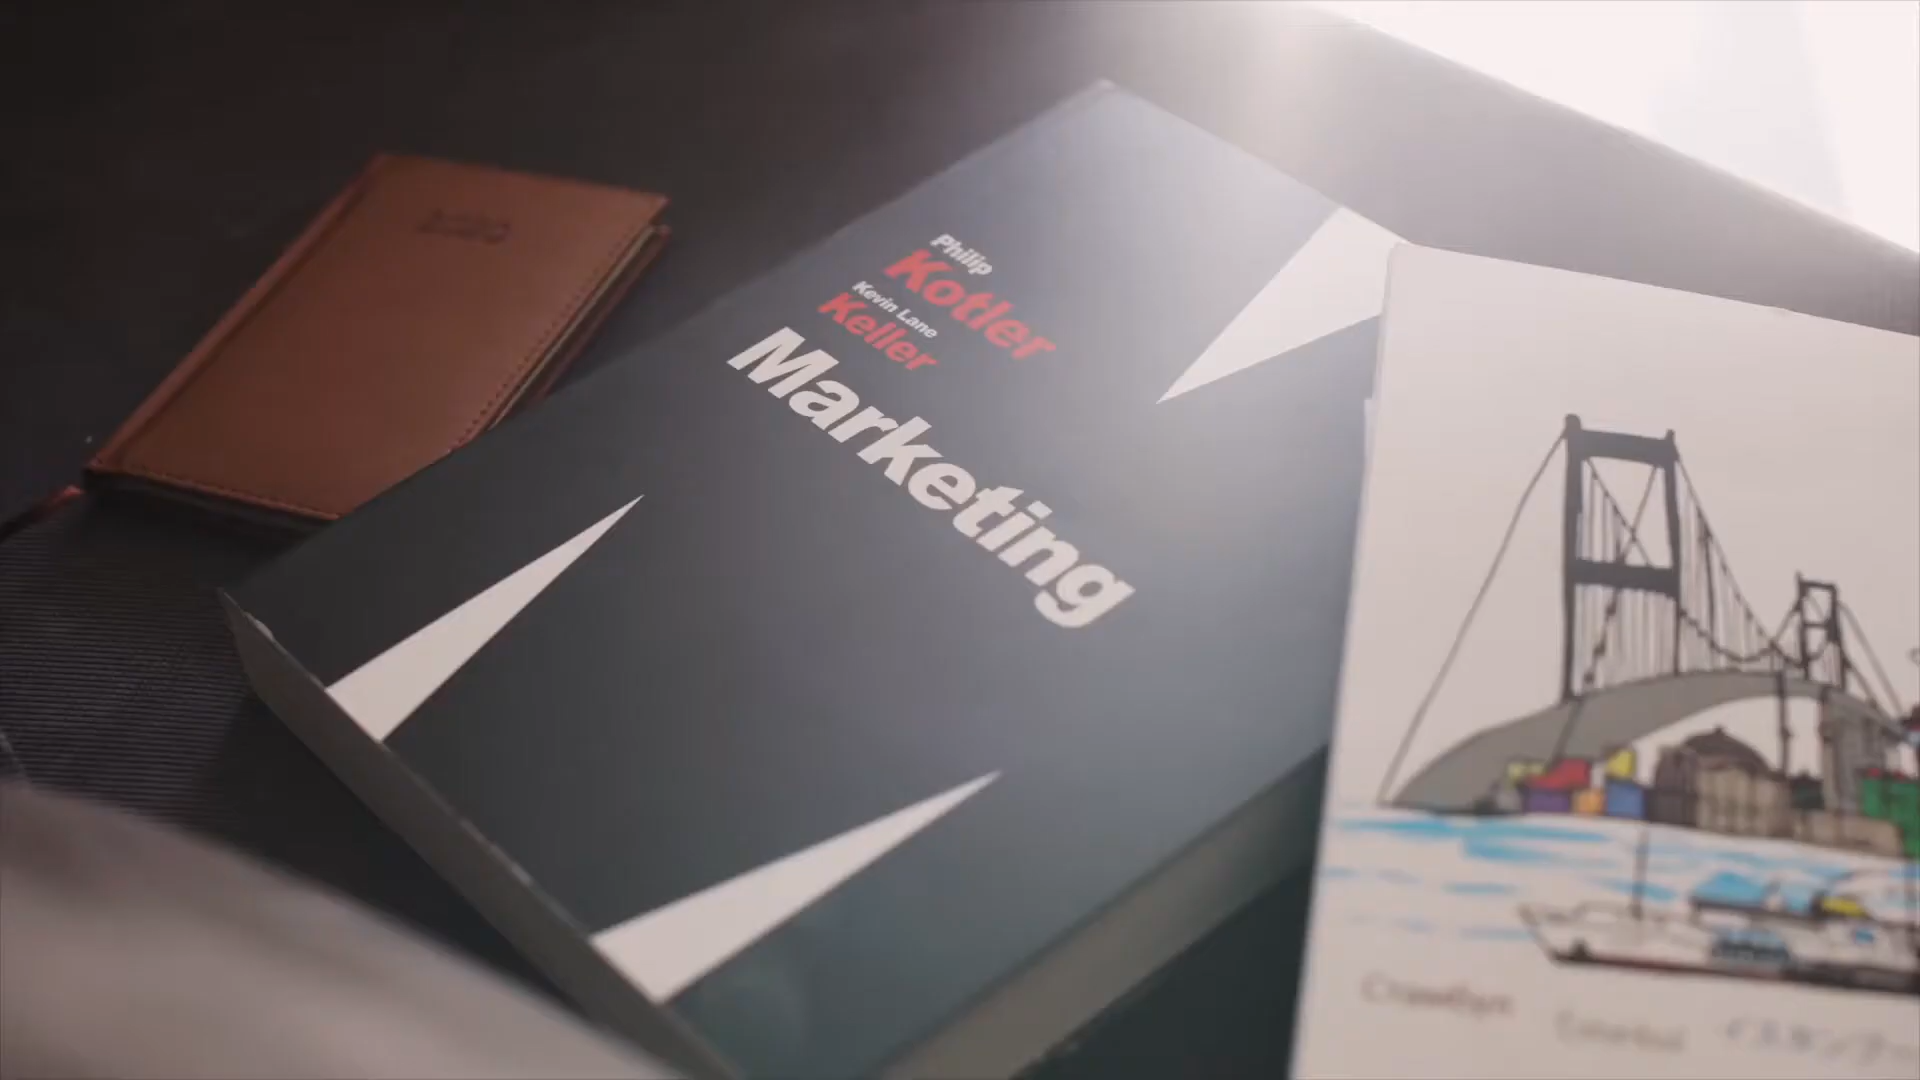 Philip
Kotler
Kevin Lane
Keller
Marketing